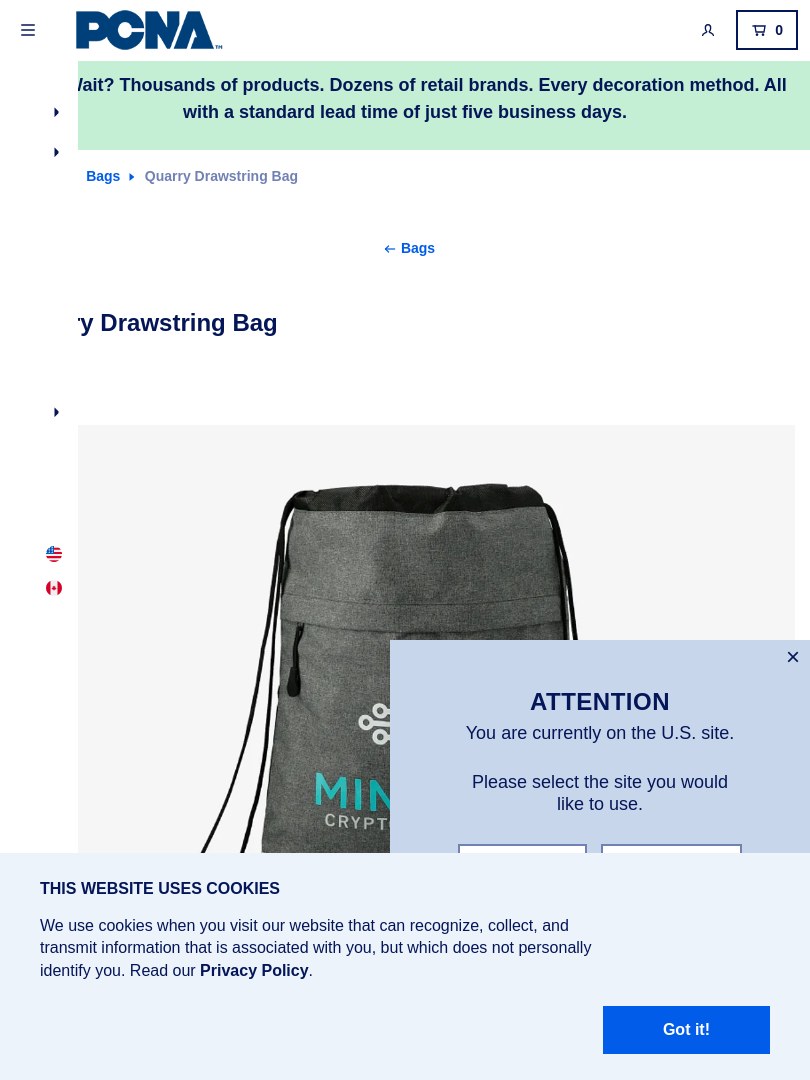 PCNA™
0
Wait? Thousands of products. Dozens of retail brands. Every decoration method. All
with a standard lead time of just five business days.
Bags
Quarry Drawstring Bag
Bags
ry Drawstring Bag
CRYPT
ATTENTION
You are currently on the U.S. site.
Please select the site you would
like to use.
THIS WEBSITE USES COOKIES
We use cookies when you visit our website that can recognize, collect, and
transmit information that is associated with you, but which does not personally
identify you. Read our Privacy Policy.
Got it!